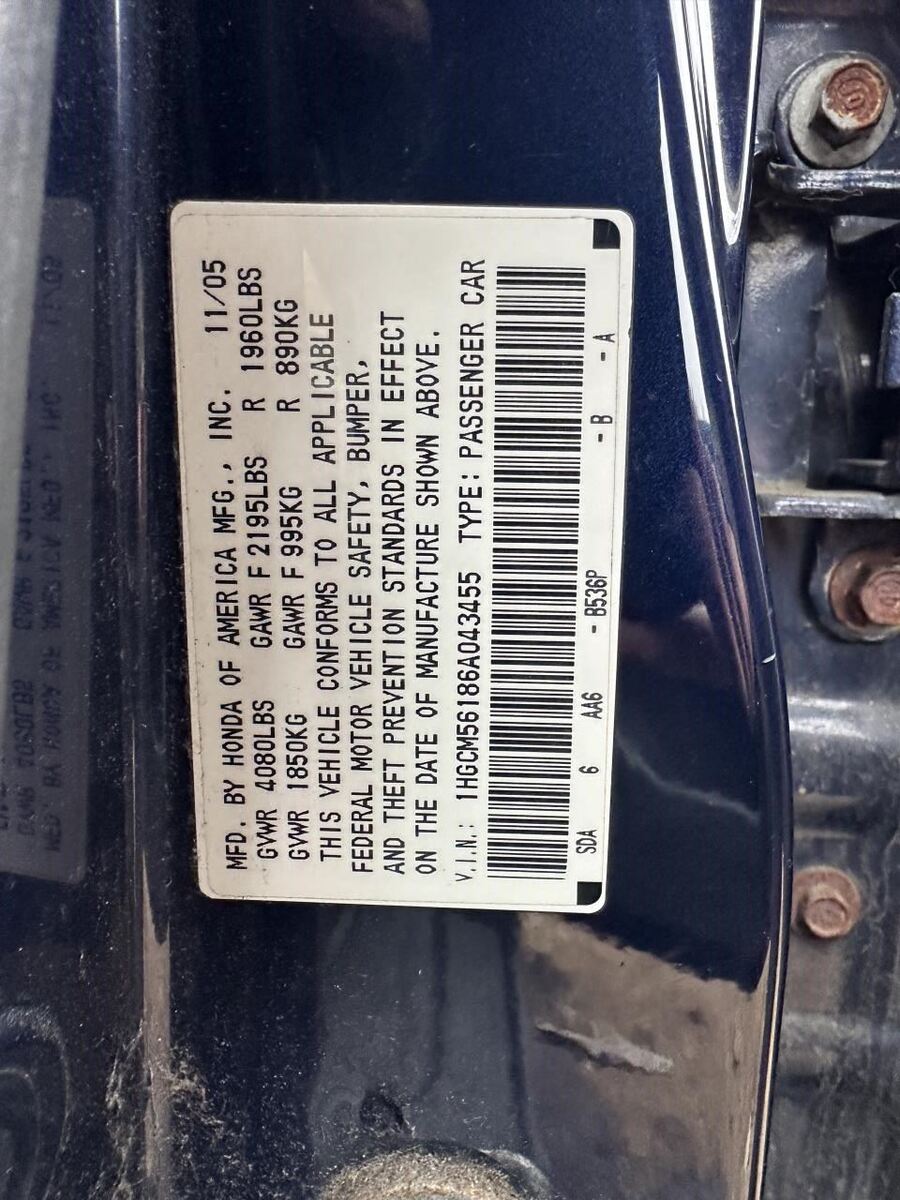 MFD. BY HONDA OF AMERICA MFG., INC. 11/05
GVWR 4080LBS GAWR F 2195LBS R 1960LBS
GVWR 1850KG GAWR F 995KG R 890KG
THIS VEHICLE CONFORMS TO ALL APPLICABLE
FEDERAL MOTOR VEHICLE SAFETY, BUMPER,
AND THEFT PREVENTION STANDARDS IN EFFECT
ON THE DATE OF MANUFACTURE SHOWN ABOVE.
V.I.N.: 1HGCM56186A043455 TYPE: PASSENGER CAR
SDA 6 AA6 - B536P - B - A